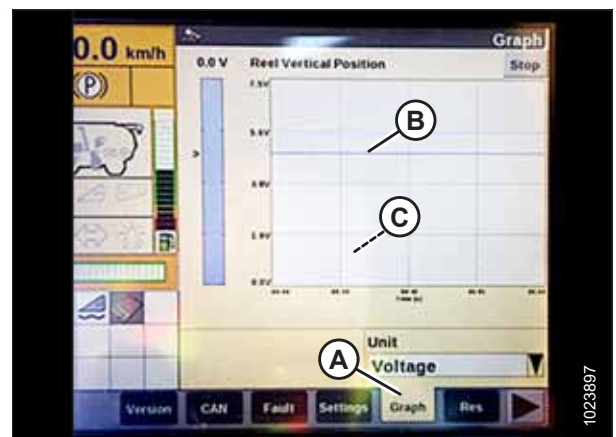 0.0 km/h
(P)
Graph
0.0 V
Reel Vertical Position
Stop
B
C
A
Unit
Voltage
Version
CAN
Fault
Settings
Graph
Res
1023897